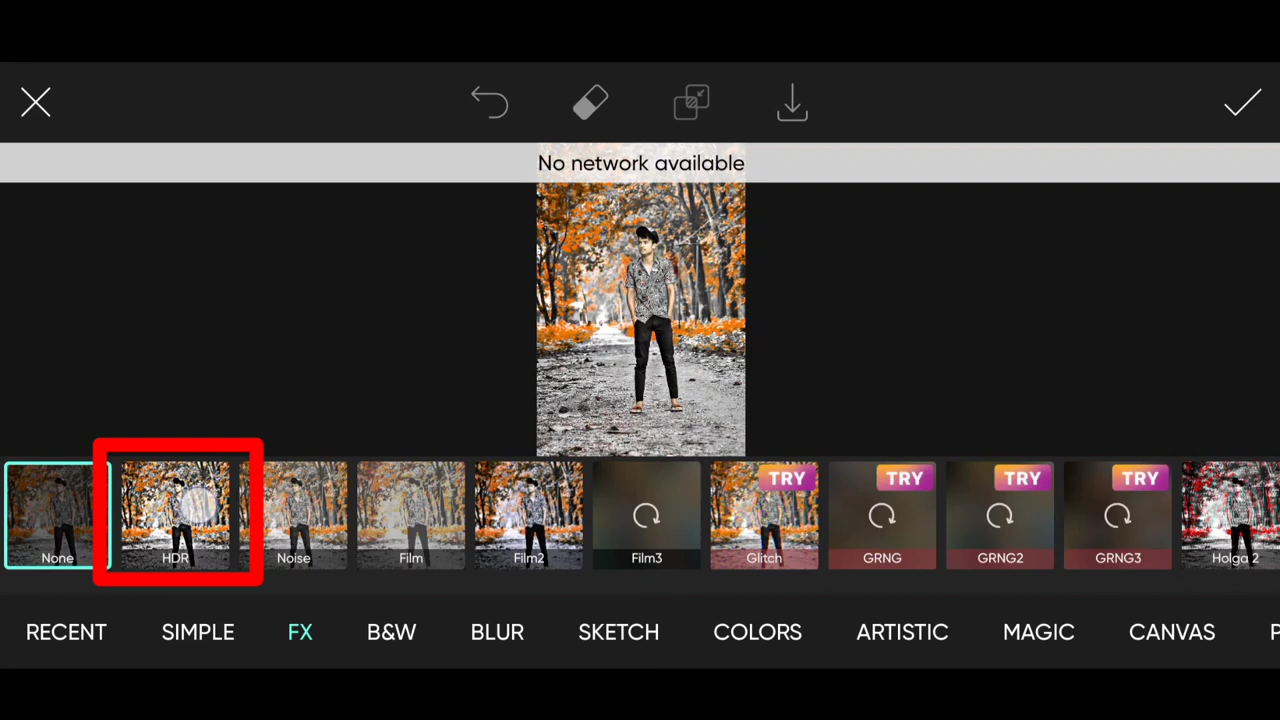 No network available
TRY TRY TRY TRY
None HDR Noise Film Film2 Film3 Glitch GRNG GRNG2 GRNG3 Holga 2
RECENT SIMPLE FX B&W BLUR SKETCH COLORS ARTISTIC MAGIC CANVAS